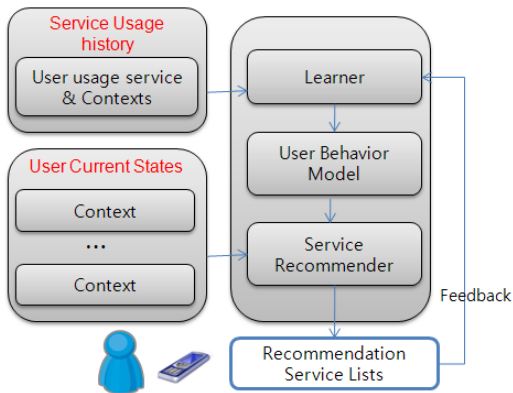 Service Usage
history
User usage service
& Contexts
User Current States
Context
...
Context
Learner
User Behavior
Model
Service
Recommender
Feedback
Recommendation
Service Lists